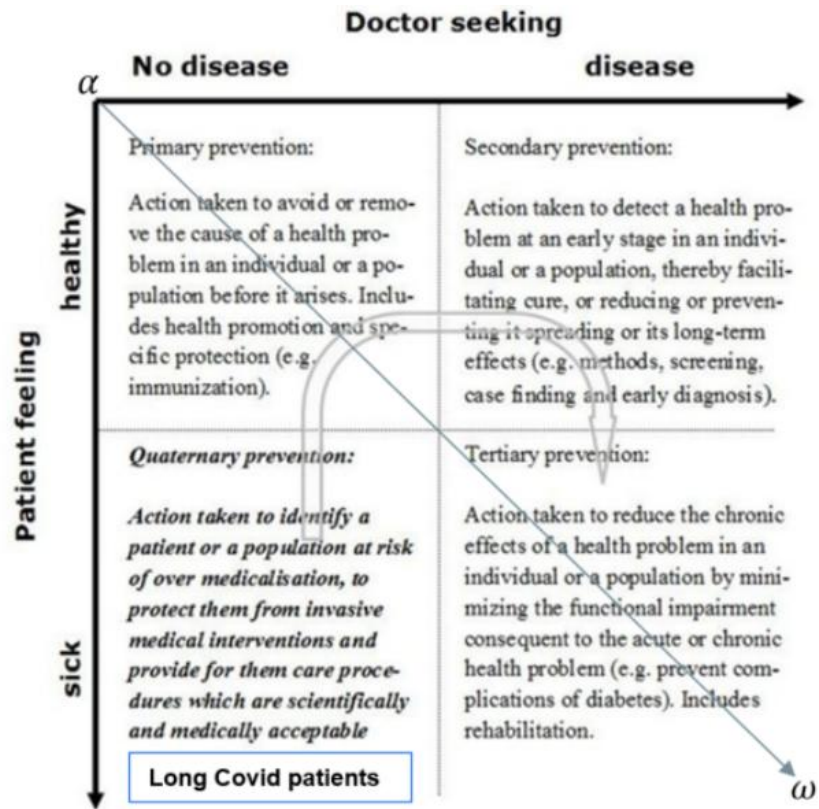 Doctor seeking
No disease
disease
α
Patient feeling
healthy
Primary prevention:
Action taken to avoid or remo-
ve the cause of a health pro-
blem in an individual or a po-
pulation before it arises. Inclu-
des health promotion and spe-
cific protection (e.g.
immunization).
Secondary prevention:
Action taken to detect a health pro-
blem at an early stage in an indivi-
dual or a population, thereby facili-
tating cure, or reducing or preven-
ting it spreading or its long-term
effects (e.g. methods, screening,
case finding and early diagnosis).
sick
Quaternary prevention:
Action taken to identify a
patient or a population at risk
of over medicalisation, to
protect them from invasive
medical interventions and
provide for them care proce-
dures which are scientifically
and medically acceptable
Long Covid patients
Tertiary prevention:
Action taken to reduce the chronic
effects of a health problem in an
individual or a population by mini-
mizing the functional impairment
consequent to the acute or chronic
health problem (e.g. prevent com-
plications of diabetes). Includes
rehabilitation.
ω